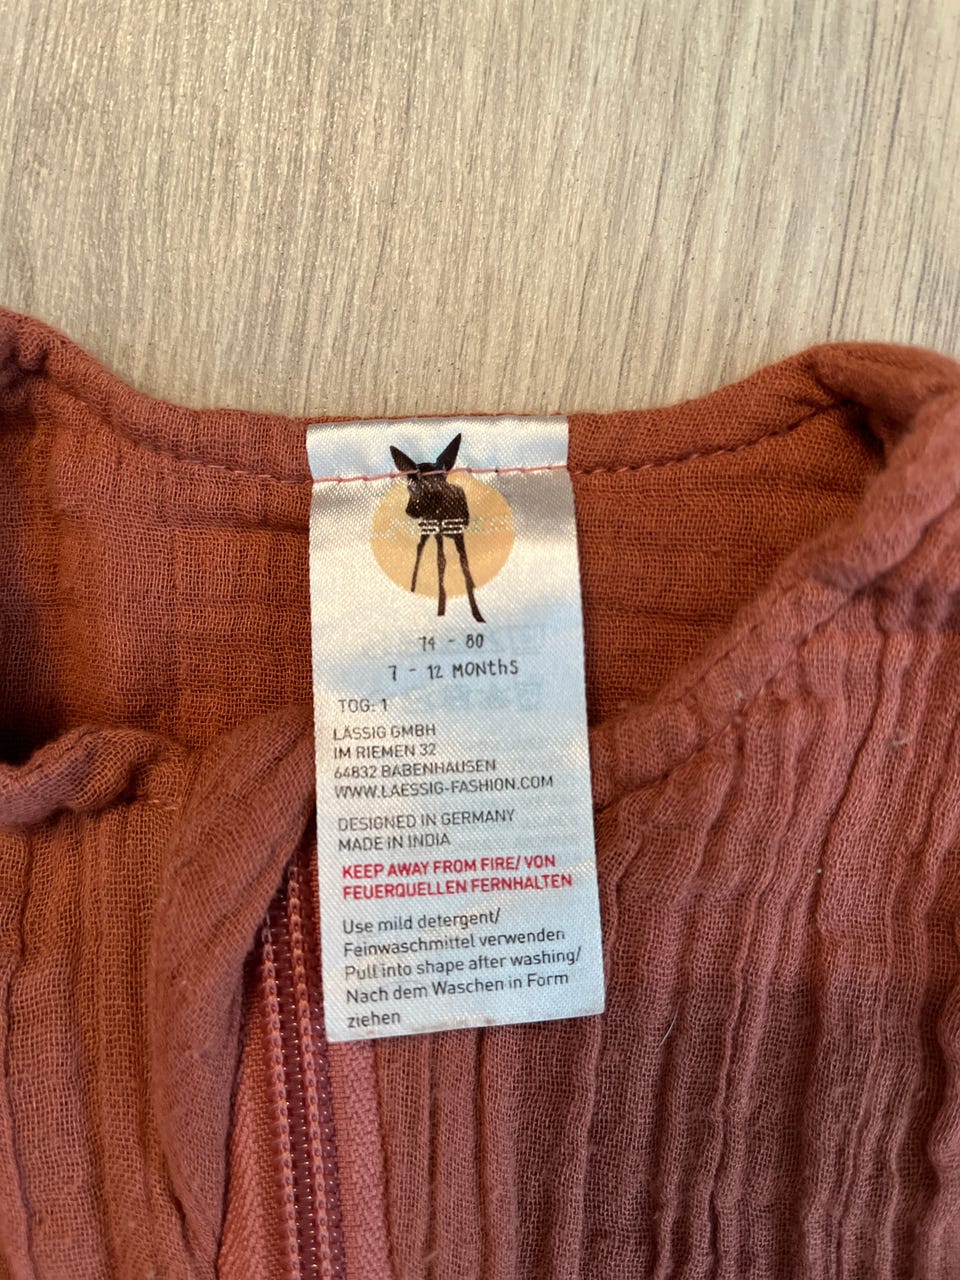 74 - 80
7 - 12 MONthS
TOG: 1
LÄSSIG GMBH
IM RIEMEN 32
64832 BABENHAUSEN
WWW.LAESSIG-FASHION.COM
DESIGNED IN GERMANY
MADE IN INDIA
KEEP AWAY FROM FIRE/ VON
FEUERQUELLEN FERNHALTEN
Use mild detergent/
Feinwaschmittel verwenden
Pull into shape after washing/
Nach dem Waschen in Form
ziehen